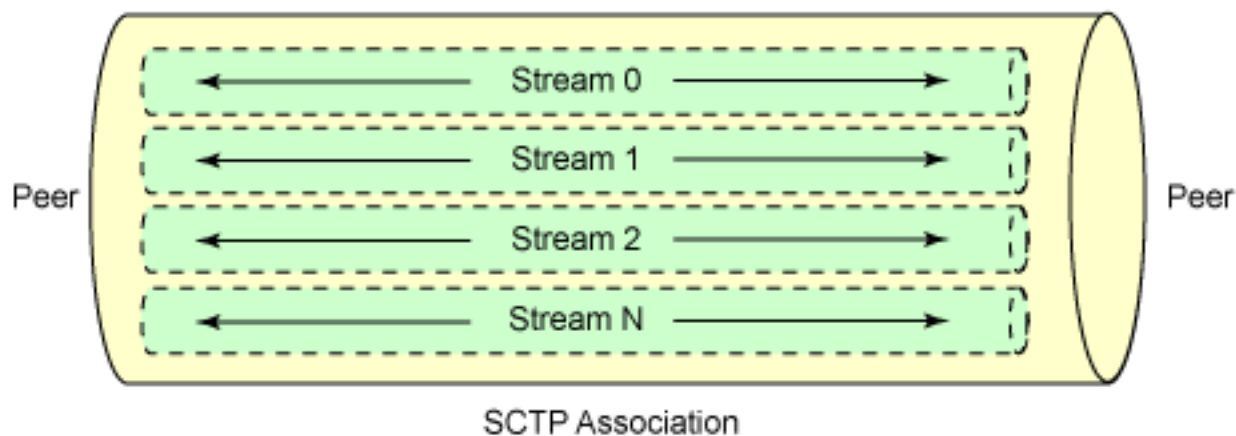 Stream 0
Stream 1
Peer
Peer
Stream 2
Stream N
SCTP Association